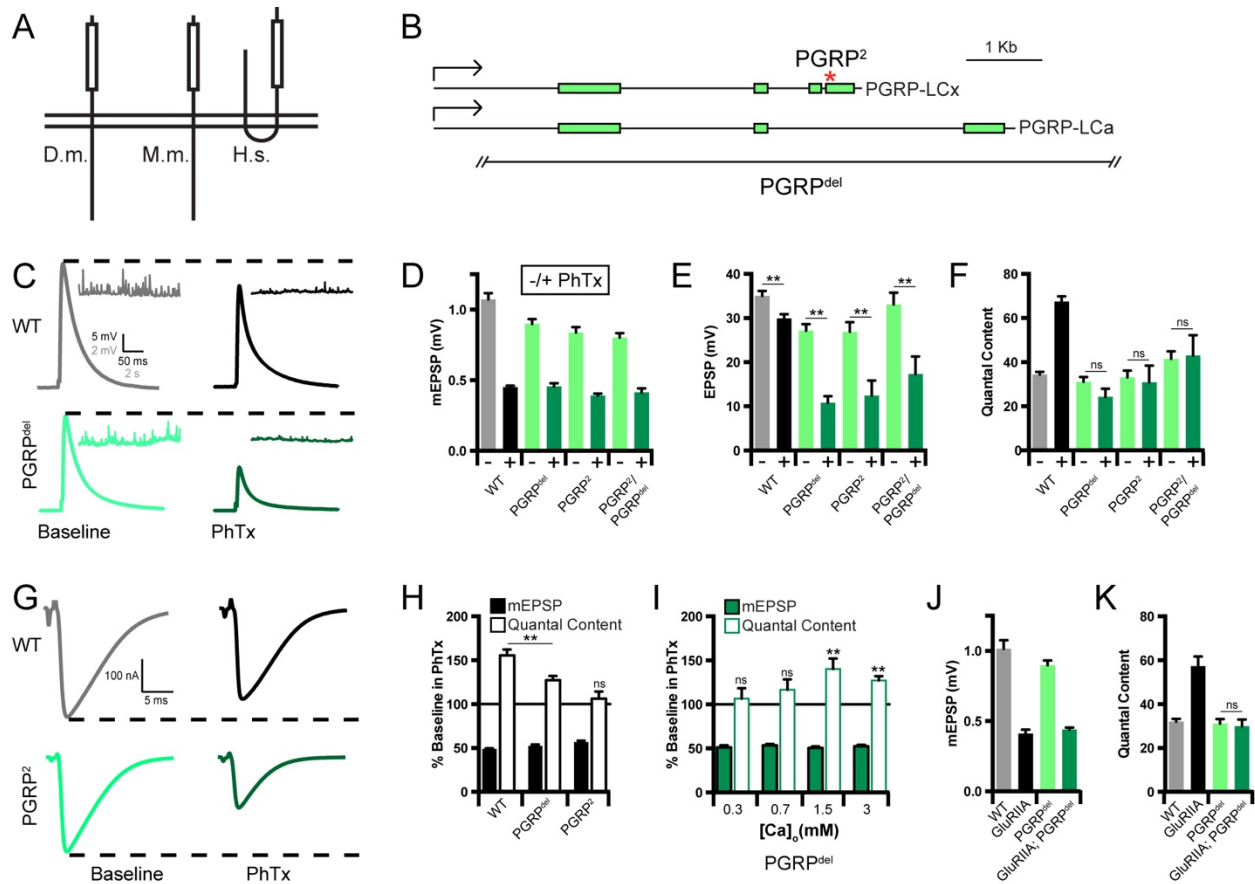 A
D.m.
M.m.
H.s.
B
1 Kb
PGRP²
*
PGRP-LCx
PGRP-LCa
PGRPᵈᵉˡ
C
WT
5 mV
2 mV
50 ms
2 s
PGRPᵈᵉˡ
Baseline
PhTx
D
-/+ PhTx
mEPSP (mV)
1.0
0.5
0.0
- + - + - + - +
WT
PGRPᵈᵉˡ
PGRP²
PGRP²/
PGRPᵈᵉˡ
E
EPSP (mV)
40
30
20
10
0
** ** ** **
- + - + - + - +
WT
PGRPᵈᵉˡ
PGRP²
PGRP²/
PGRPᵈᵉˡ
F
Quantal Content
80
60
40
20
0
ns ns ns
- + - + - + - +
WT
PGRPᵈᵉˡ
PGRP²
PGRP²/
PGRPᵈᵉˡ
G
WT
100 nA
5 ms
PGRP²
Baseline
PhTx
H
mEPSP
Quantal Content
% Baseline in PhTx
200
150
100
50
0
**
ns
WT
PGRPᵈᵉˡ
PGRP²
I
mEPSP
Quantal Content
% Baseline in PhTx
200
150
100
50
0
ns ns ** **
0.3 0.7 1.5 3
[Ca]ₒ(mM)
PGRPᵈᵉˡ
J
mEPSP (mV)
1.0
0.5
0.0
WT
GluRIIA
PGRPᵈᵉˡ
GluRIIA; PGRPᵈᵉˡ
K
Quantal Content
80
60
40
20
0
ns
WT
GluRIIA
PGRPᵈᵉˡ
GluRIIA; PGRPᵈᵉˡ